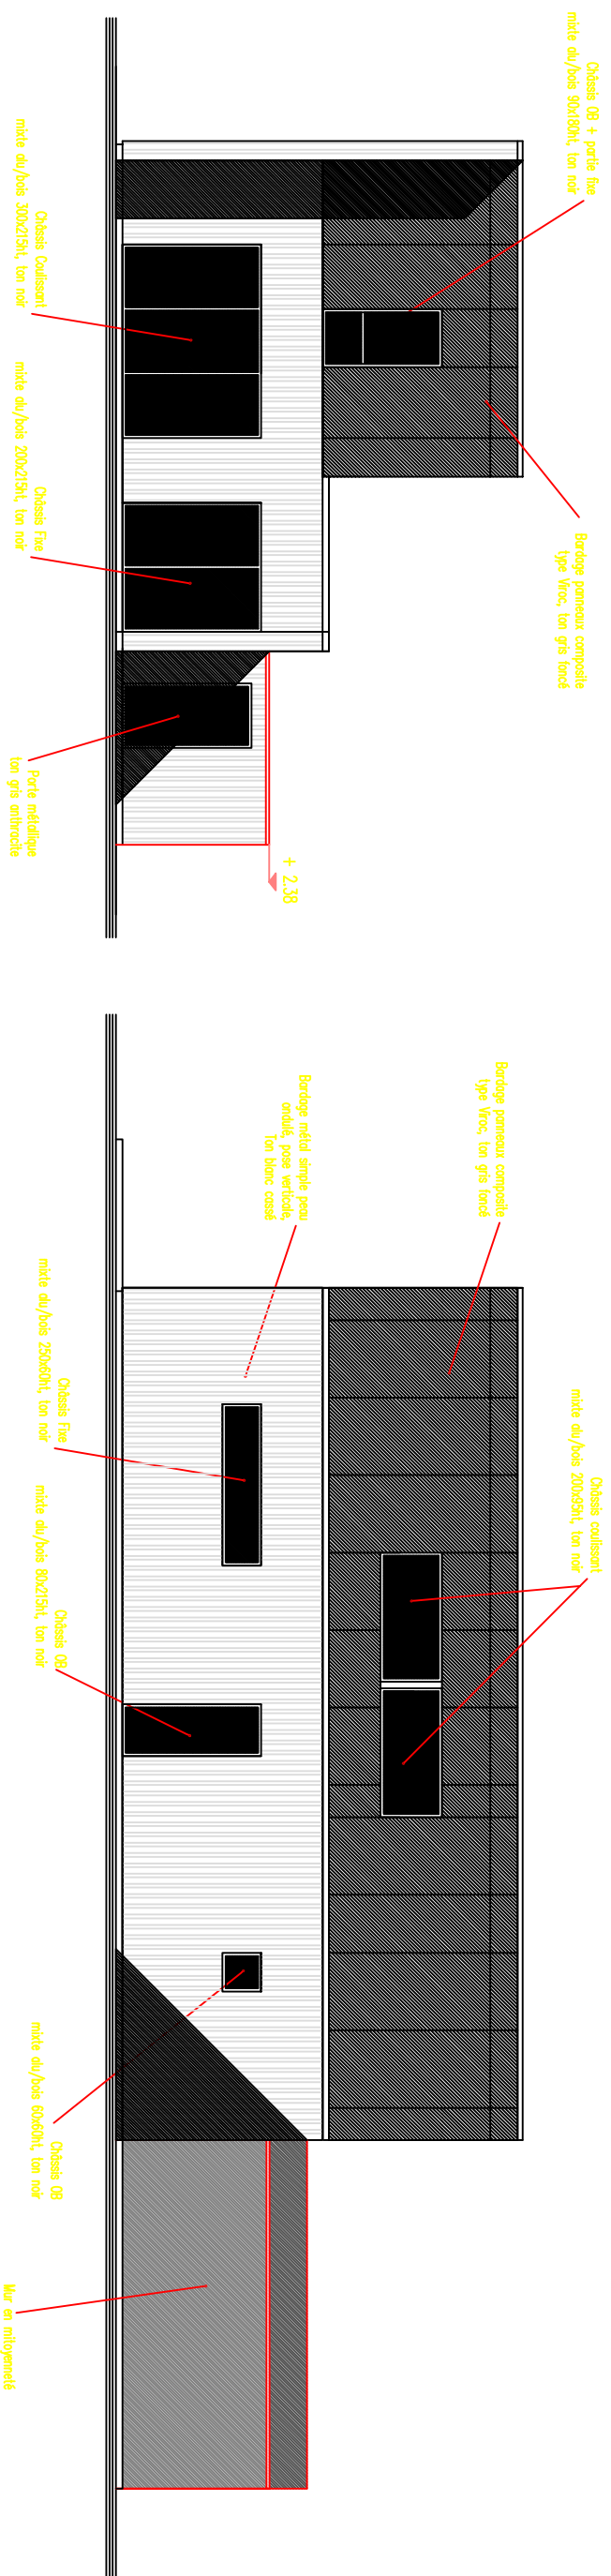 Châssis OB + partie fixe
mixte alu/bois 90x180ht, ton noir
Châssis Coulissant
mixte alu/bois 300x215ht, ton noir
Châssis Fixe
mixte alu/bois 200x215ht, ton noir
Bardage panneaux composite
type Viroc, ton gris foncé
Porte métallique
ton gris anthracite
+ 2.38
Bardage panneaux composite
type Viroc, ton gris foncé
Bardage métal simple peau
ondulé, pose verticale,
Ton blanc cassé
Châssis Fixe
mixte alu/bois 250x60ht, ton noir
Châssis coulissant
mixte alu/bois 200x95ht, ton noir
Châssis OB
mixte alu/bois 80x215ht, ton noir
Châssis OB
mixte alu/bois 60x60ht, ton noir
Mur en mitoyenneté